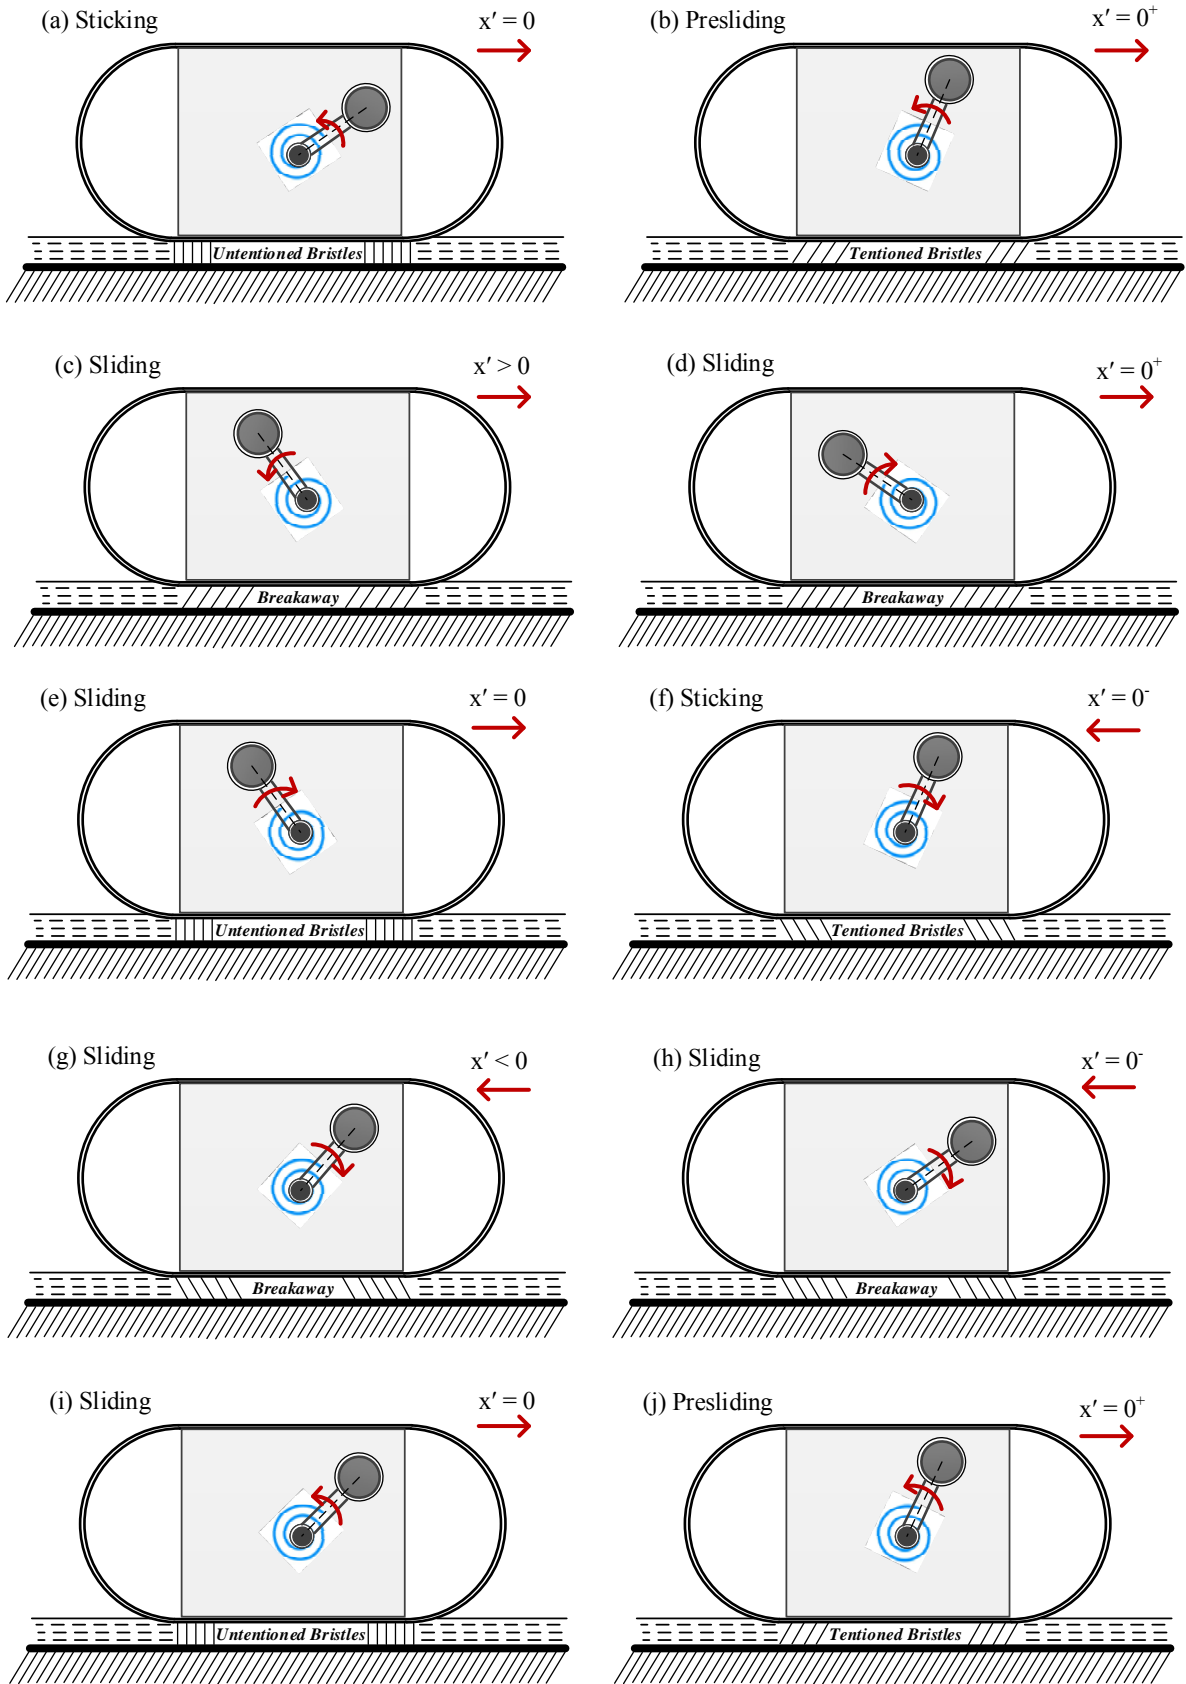 (a) Sticking
x′ = 0
(b) Presliding
x′ = 0⁺
Untentioned Bristles
Tentioned Bristles
(c) Sliding
x′ > 0
(d) Sliding
x′ = 0⁺
Breakaway
Breakaway
(e) Sliding
x′ = 0
(f) Sticking
x′ = 0⁻
Untentioned Bristles
Tentioned Bristles
(g) Sliding
x′ < 0
(h) Sliding
x′ = 0⁻
Breakaway
Breakaway
(i) Sliding
x′ = 0
(j) Presliding
x′ = 0⁺
Untentioned Bristles
Tentioned Bristles